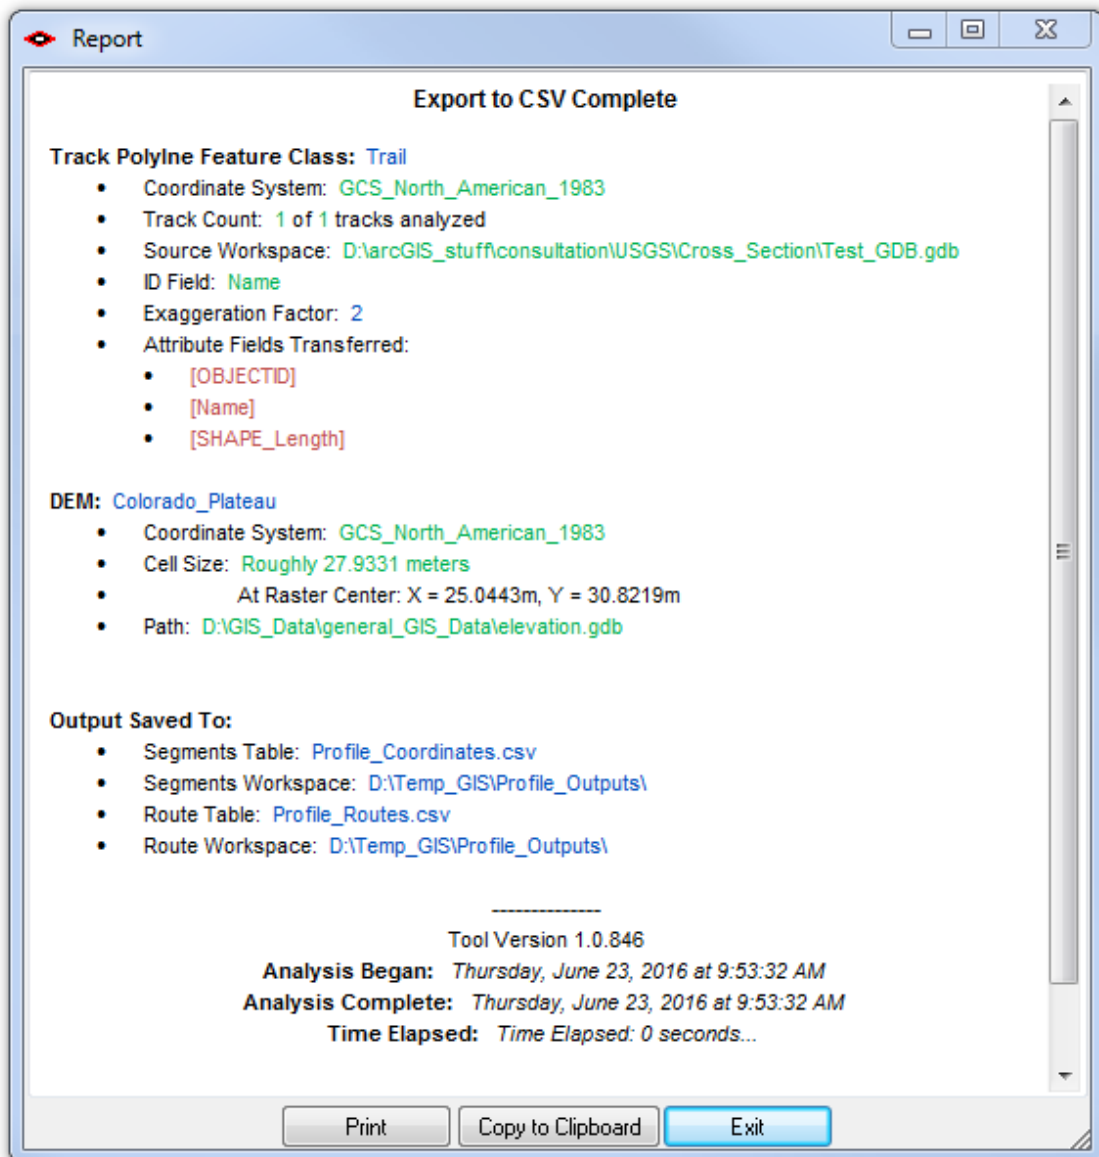 Report
Export to CSV Complete
Track Polylne Feature Class: Trail
• Coordinate System: GCS_North_American_1983
• Track Count: 1 of 1 tracks analyzed
• Source Workspace: D:\arcGIS_stuff\consultation\USGS\Cross_Section\Test_GDB.gdb
• ID Field: Name
• Exaggeration Factor: 2
• Attribute Fields Transferred:
• [OBJECTID]
• [Name]
• [SHAPE_Length]
DEM: Colorado_Plateau
• Coordinate System: GCS_North_American_1983
• Cell Size: Roughly 27.9331 meters
• At Raster Center: X = 25.0443m, Y = 30.8219m
• Path: D:\GIS_Data\general_GIS_Data\elevation.gdb
Output Saved To:
• Segments Table: Profile_Coordinates.csv
• Segments Workspace: D:\Temp_GIS\Profile_Outputs\
• Route Table: Profile_Routes.csv
• Route Workspace: D:\Temp_GIS\Profile_Outputs\
---------------
Tool Version 1.0.846
Analysis Began: Thursday, June 23, 2016 at 9:53:32 AM
Analysis Complete: Thursday, June 23, 2016 at 9:53:32 AM
Time Elapsed: Time Elapsed: 0 seconds...
Print Copy to Clipboard Exit